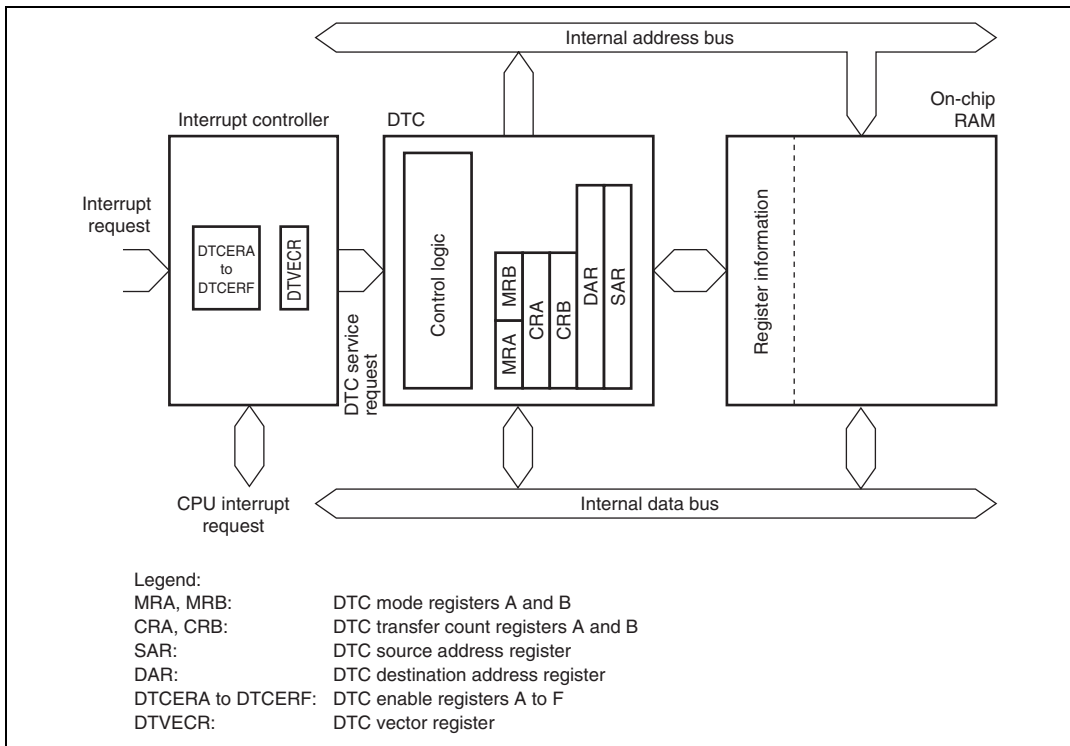 Internal address bus
Interrupt controller
DTC
On-chip
RAM
Interrupt
request
DTCERA
to
DTCERF
DTVECR
DTC service
request
Control logic
MRA
MRB
CRA
CRB
DAR
SAR
Register information
CPU interrupt
request
Internal data bus
Legend:
MRA, MRB: DTC mode registers A and B
CRA, CRB: DTC transfer count registers A and B
SAR: DTC source address register
DAR: DTC destination address register
DTCERA to DTCERF: DTC enable registers A to F
DTVECR: DTC vector register